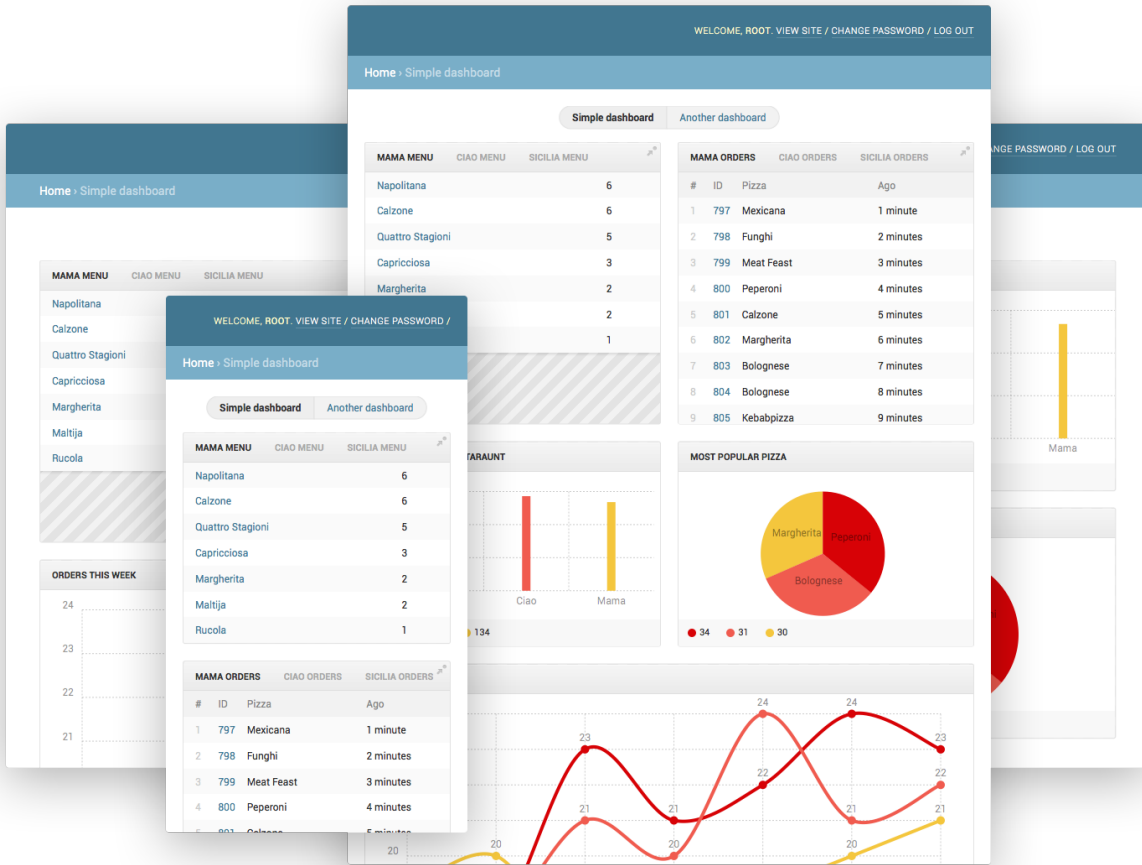 WELCOME, ROOT. VIEW SITE / CHANGE PASSWORD / LOG OUT
Home › Simple dashboard
Simple dashboard Another dashboard
MAMA MENU CIAO MENU SICILIA MENU
Napolitana 6
Calzone 6
Quattro Stagioni 5
Capricciosa 3
Margherita 2
2
1
MAMA ORDERS CIAO ORDERS SICILIA ORDERS
# ID Pizza Ago
1 797 Mexicana 1 minute
2 798 Funghi 2 minutes
3 799 Meat Feast 3 minutes
4 800 Peperoni 4 minutes
5 801 Calzone 5 minutes
6 802 Margherita 6 minutes
7 803 Bolognese 7 minutes
8 804 Bolognese 8 minutes
9 805 Kebabpizza 9 minutes
TARAUNT
Ciao Mama
134
MOST POPULAR PIZZA
Margherita Peperoni
Bolognese
34 31 30
24 24
23 23
22 22
21 21 21 21
20 20 20 20
Home › Simple dashboard
MAMA MENU CIAO MENU SICILIA MENU
Napolitana
Calzone
Quattro Stagioni
Capricciosa
Margherita
Maltija
Rucola
ORDERS THIS WEEK
24
23
22
21
WELCOME, ROOT. VIEW SITE / CHANGE PASSWORD /
Home › Simple dashboard
Simple dashboard Another dashboard
MAMA MENU CIAO MENU SICILIA MENU
Napolitana 6
Calzone 6
Quattro Stagioni 5
Capricciosa 3
Margherita 2
Maltija 2
Rucola 1
MAMA ORDERS CIAO ORDERS SICILIA ORDERS
# ID Pizza Ago
1 797 Mexicana 1 minute
2 798 Funghi 2 minutes
3 799 Meat Feast 3 minutes
4 800 Peperoni 4 minutes
NGE PASSWORD / LOG OUT
Mama